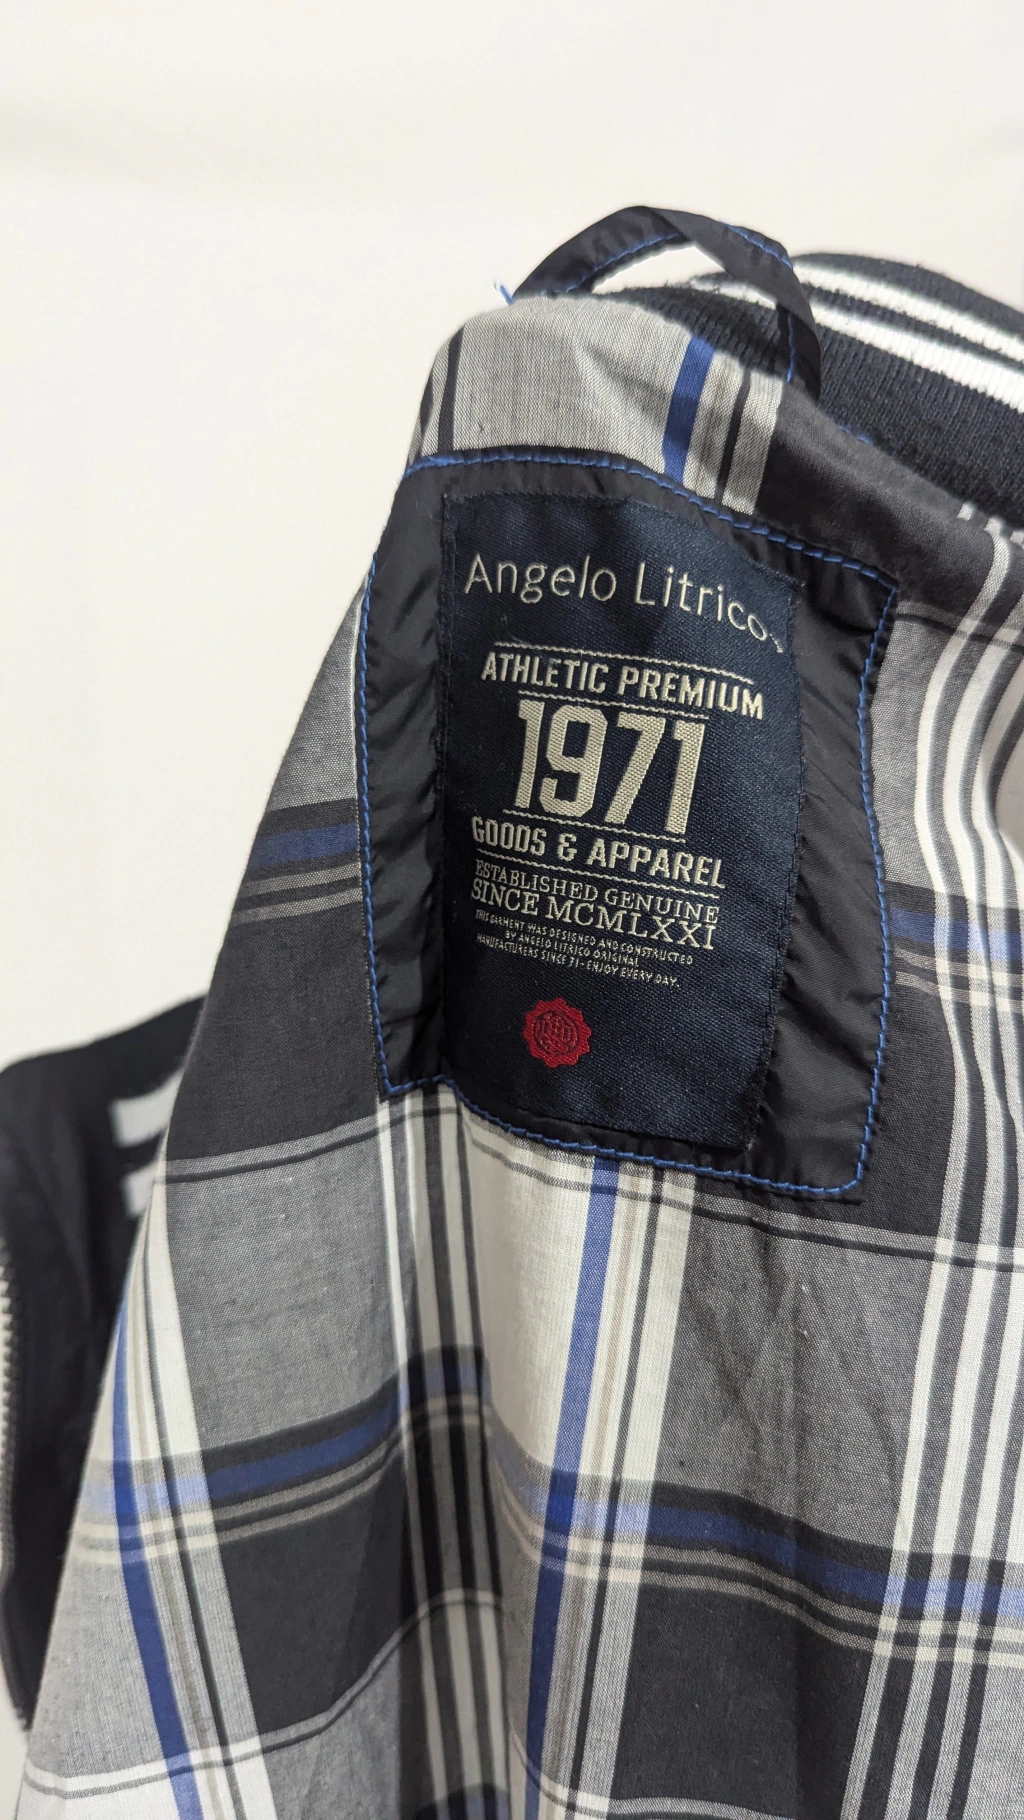 Angelo Litrico
ATHLETIC PREMIUM
1971
GOODS & APPAREL
ESTABLISHED GENUINE
SINCE MCMLXXI
THIS GARMENT WAS DESIGNED AND CONSTRUCTED
BY ANGELO LITRICO ORIGINAL
MANUFACTURERS SINCE 71-ENJOY EVERY DAY.